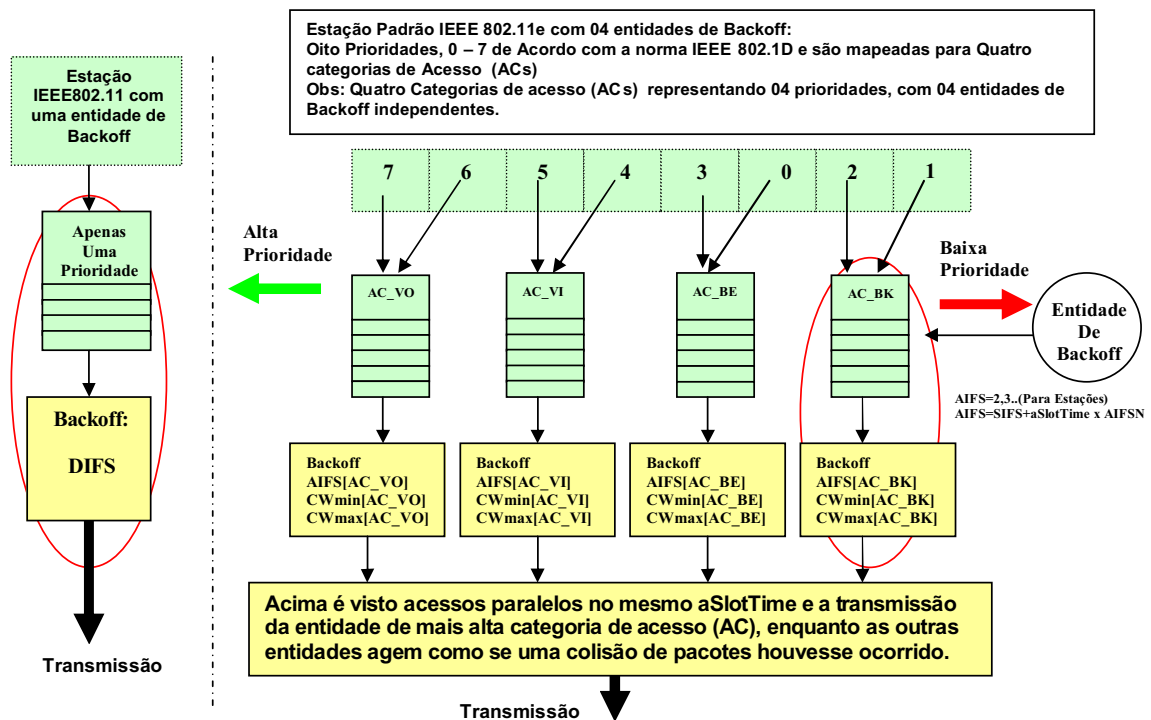 Estação
IEEE802.11 com
uma entidade de
Backoff
Apenas
Uma
Prioridade
Backoff:
DIFS
Transmissão
Estação Padrão IEEE 802.11e com 04 entidades de Backoff:
Oito Prioridades, 0 – 7 de Acordo com a norma IEEE 802.1D e são mapeadas para Quatro
categorias de Acesso (ACs)
Obs: Quatro Categorias de acesso (ACs) representando 04 prioridades, com 04 entidades de
Backoff independentes.
7 6 5 4 3 0 2 1
Alta
Prioridade
Baixa
Prioridade
AC_VO
AC_VI
AC_BE
AC_BK
Entidade
De
Backoff
AIFS=2,3..(Para Estações)
AIFS=SIFS+aSlotTime x AIFSN
Backoff
AIFS[AC_VO)
CWmin[AC_VO)
CWmax[AC_VO]
Backoff
AIFS[AC_VI)
CWmin[AC_VI)
CWmax[AC_VI]
Backoff
AIFS[AC_BE]
CWmin[AC_BE)
CWmax[AC_BE]
Backoff
AIFS[AC_BK]
CWmin[AC_BK)
CWmax[AC_BK]
Acima é visto acessos paralelos no mesmo aSlotTime e a transmissão
da entidade de mais alta categoria de acesso (AC), enquanto as outras
entidades agem como se uma colisão de pacotes houvesse ocorrido.
Transmissão